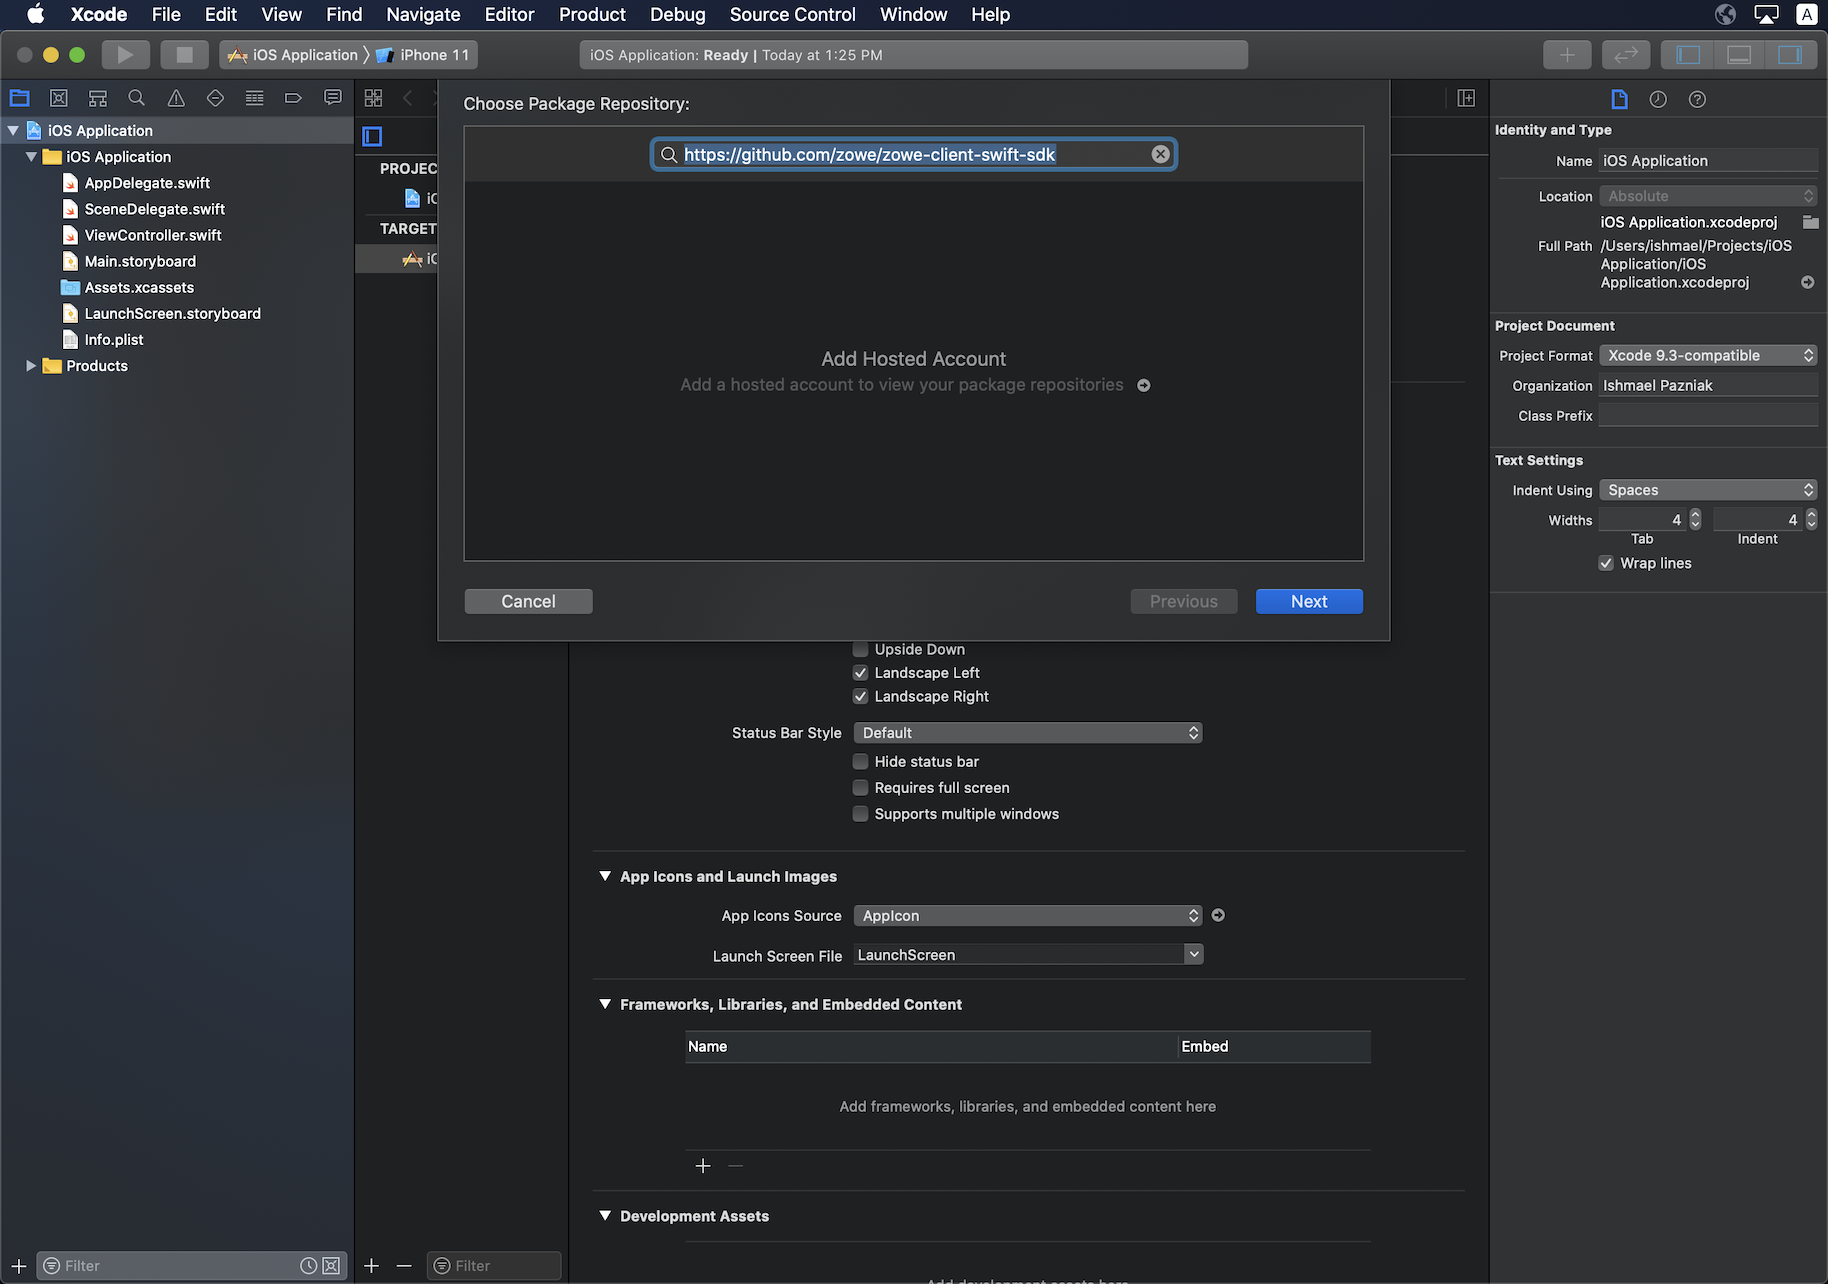 Xcode File Edit View Find Navigate Editor Product Debug Source Control Window Help A
iOS Application iPhone 11
iOS Application: Ready | Today at 1:25 PM
iOS Application
iOS Application
AppDelegate.swift
SceneDelegate.swift
ViewController.swift
Main.storyboard
Assets.xcassets
LaunchScreen.storyboard
Info.plist
Products
Filter
PROJEC
TARGET
Filter
Choose Package Repository:
https://github.com/zowe/zowe-client-swift-sdk
Add Hosted Account
Add a hosted account to view your package repositories
Cancel Previous Next
Upside Down
Landscape Left
Landscape Right
Status Bar Style Default
Hide status bar
Requires full screen
Supports multiple windows
App Icons and Launch Images
App Icons Source AppIcon
Launch Screen File LaunchScreen
Frameworks, Libraries, and Embedded Content
Name Embed
Add frameworks, libraries, and embedded content here
Development Assets
Add development assets here
Identity and Type
Name iOS Application
Location Absolute
iOS Application.xcodeproj
Full Path /Users/ishmael/Projects/iOS
Application/iOS
Application.xcodeproj
Project Document
Project Format Xcode 9.3-compatible
Organization Ishmael Pazniak
Class Prefix
Text Settings
Indent Using Spaces
Widths 4 4
Tab Indent
Wrap lines